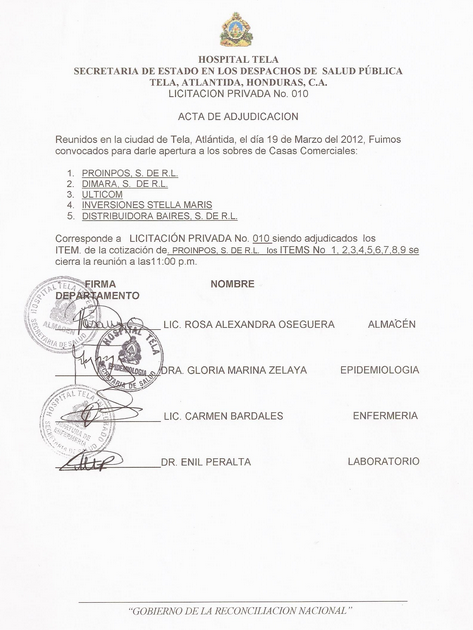 HOSPITAL TELA
SECRETARIA DE ESTADO EN LOS DESPACHOS DE SALUD PÚBLICA
TELA, ATLANTIDA, HONDURAS, C.A.
LICITACION PRIVADA No. 010
ACTA DE ADJUDICACION
Reunidos en la ciudad de Tela, Atlántida, el día 19 de Marzo del 2012, Fuimos
convocados para darle apertura a los sobres de Casas Comerciales:
1. PROINPOS, S. DE R.L.
2. DIMARA, S. DE R.L.
3. ULTICOM
4. INVERSIONES STELLA MARIS
5. DISTRIBUIDORA BAIRES, S. DE R.L.
Corresponde a LICITACIÓN PRIVADA No. 010 siendo adjudicados los
ITEM. de la cotización de, PROINPOS, S. DE R.L. los ITEMS No 1, 2,3,4,5,6,7,8,9 se
cierra la reunión a las11:00 p.m.
FIRMA NOMBRE
DEPARTAMENTO
HOSPITAL TELA
ALMACEN
SECRETARIA DE SALUD
LIC. ROSA ALEXANDRA OSEGUERA ALMACÉN
HOSPITAL TELA
EPIDEMIOLOGIA
SECRETARIA DE SALUD
DRA. GLORIA MARINA ZELAYA EPIDEMIOLOGIA
HOSPITAL TELA
ENFERMERIA
LIC. CARMEN BARDALES ENFERMERIA
DR. ENIL PERALTA LABORATORIO
"GOBIERNO DE LA RECONCILIACION NACIONAL"